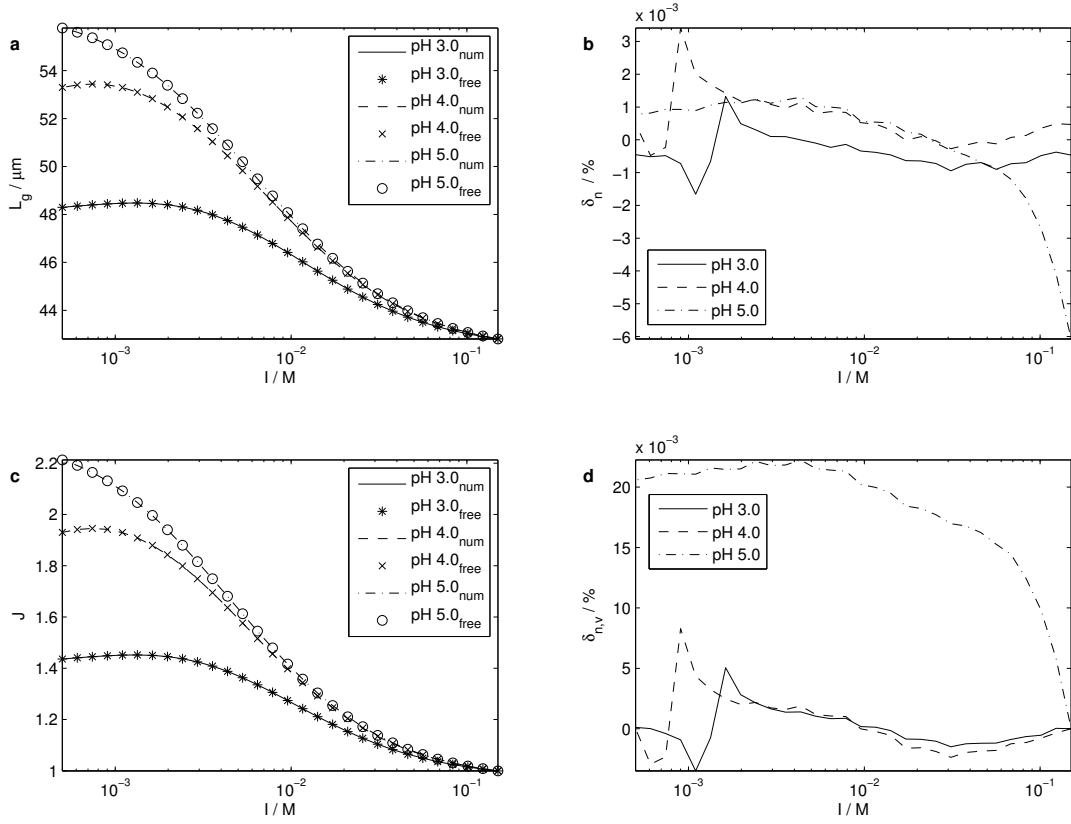 a
L_g / μm
54
52
50
48
46
44
10^-3
10^-2
10^-1
I / M
pH 3.0_num
pH 3.0_free
pH 4.0_num
pH 4.0_free
pH 5.0_num
pH 5.0_free
b
x 10^-3
δ_n / %
3
2
1
0
-1
-2
-3
-4
-5
-6
10^-3
10^-2
10^-1
I / M
pH 3.0
pH 4.0
pH 5.0
c
J
2.2
2
1.8
1.6
1.4
1.2
1
10^-3
10^-2
10^-1
I / M
pH 3.0_num
pH 3.0_free
pH 4.0_num
pH 4.0_free
pH 5.0_num
pH 5.0_free
d
x 10^-3
δ_n,v / %
20
15
10
5
0
10^-3
10^-2
10^-1
I / M
pH 3.0
pH 4.0
pH 5.0